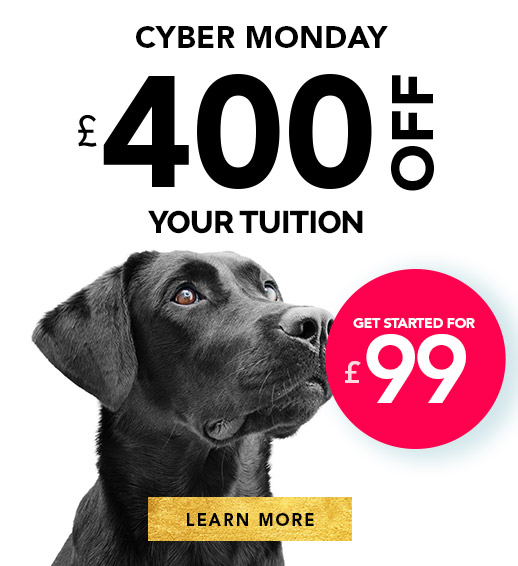 CYBER MONDAY
£400 OFF
YOUR TUITION
GET STARTED FOR
£99
LEARN MORE